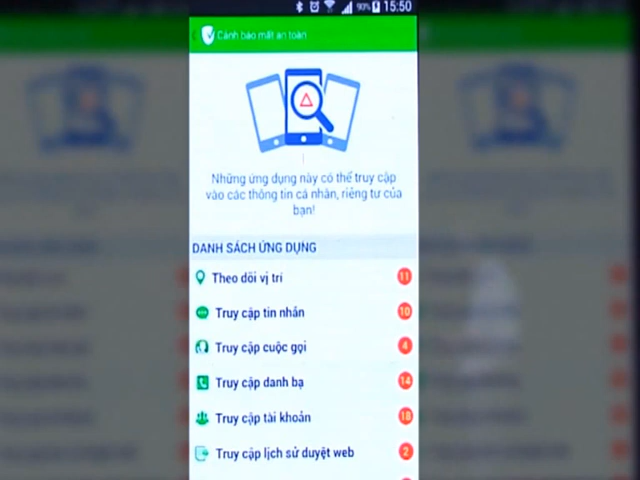 90% 15:50
Cảnh báo mất an toàn
Những ứng dụng này có thể truy cập
vào các thông tin cá nhân, riêng tư của
bạn!
DANH SÁCH ỨNG DỤNG
Theo dõi vị trí 11
Truy cập tin nhắn 10
Truy cập cuộc gọi 4
Truy cập danh bạ 14
Truy cập tài khoản 18
Truy cập lịch sử duyệt web 2